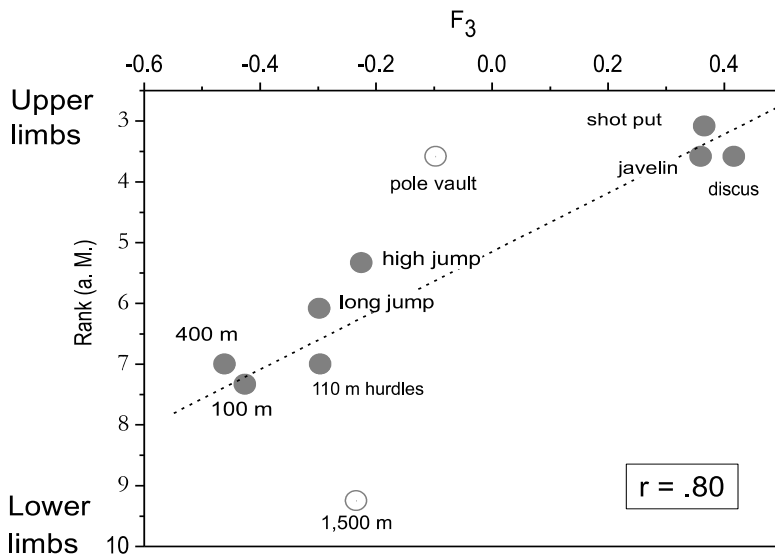 F3
-0.6 -0.4 -0.2 0.0 0.2 0.4
Upper
limbs
3
shot put
4
pole vault
javelin
discus
5
high jump
Rank (a. M.)
6
long jump
400 m
7
110 m hurdles
100 m
8
9
r = .80
Lower
limbs
1,500 m
10